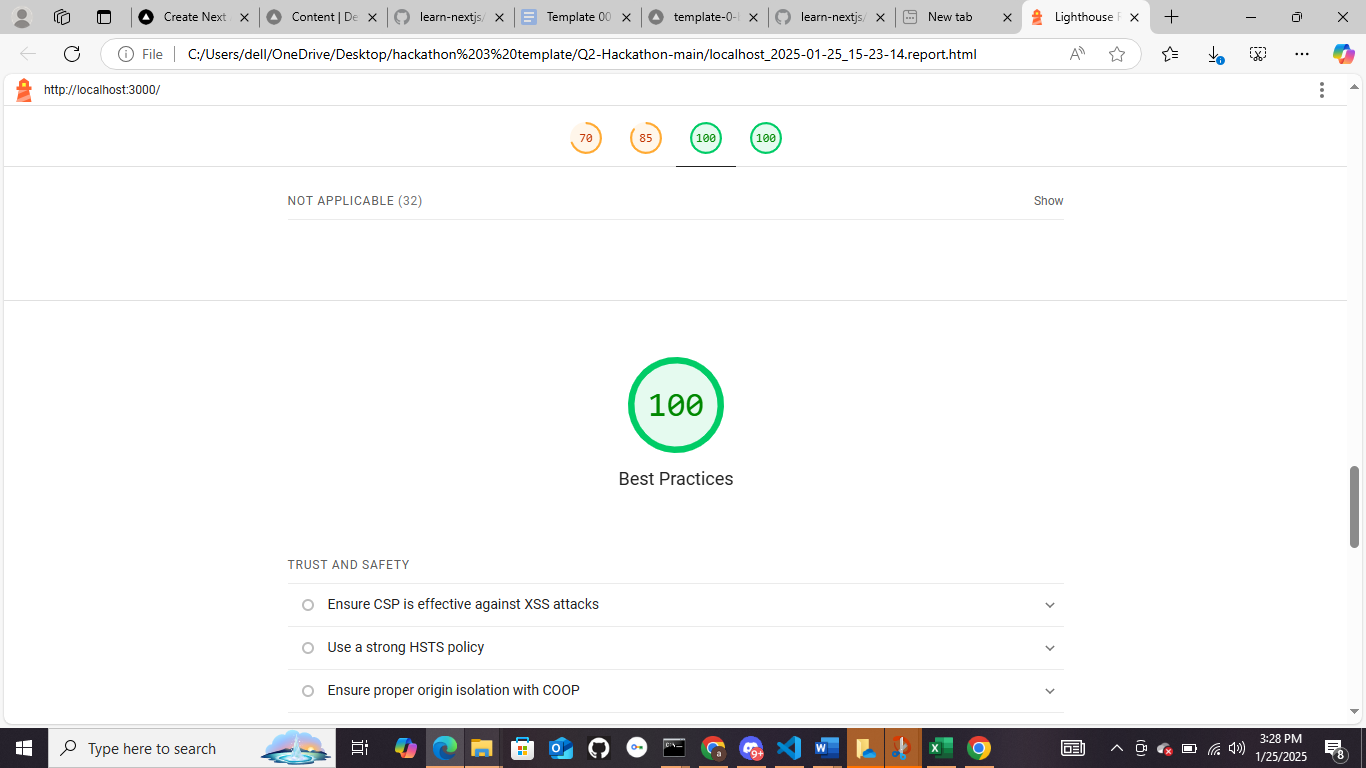 Create Next
Content | De
learn-nextjs/
Template 00
template-0-
learn-nextjs/
New tab
Lighthouse
File
C:/Users/dell/OneDrive/Desktop/hackathon%203%20template/Q2-Hackathon-main/localhost_2025-01-25_15-23-14.report.html
http://localhost:3000/
70 85 100 100
NOT APPLICABLE (32)
Show
100
Best Practices
TRUST AND SAFETY
Ensure CSP is effective against XSS attacks
Use a strong HSTS policy
Ensure proper origin isolation with COOP
Type here to search
9+
a
3:28 PM
1/25/2025
8